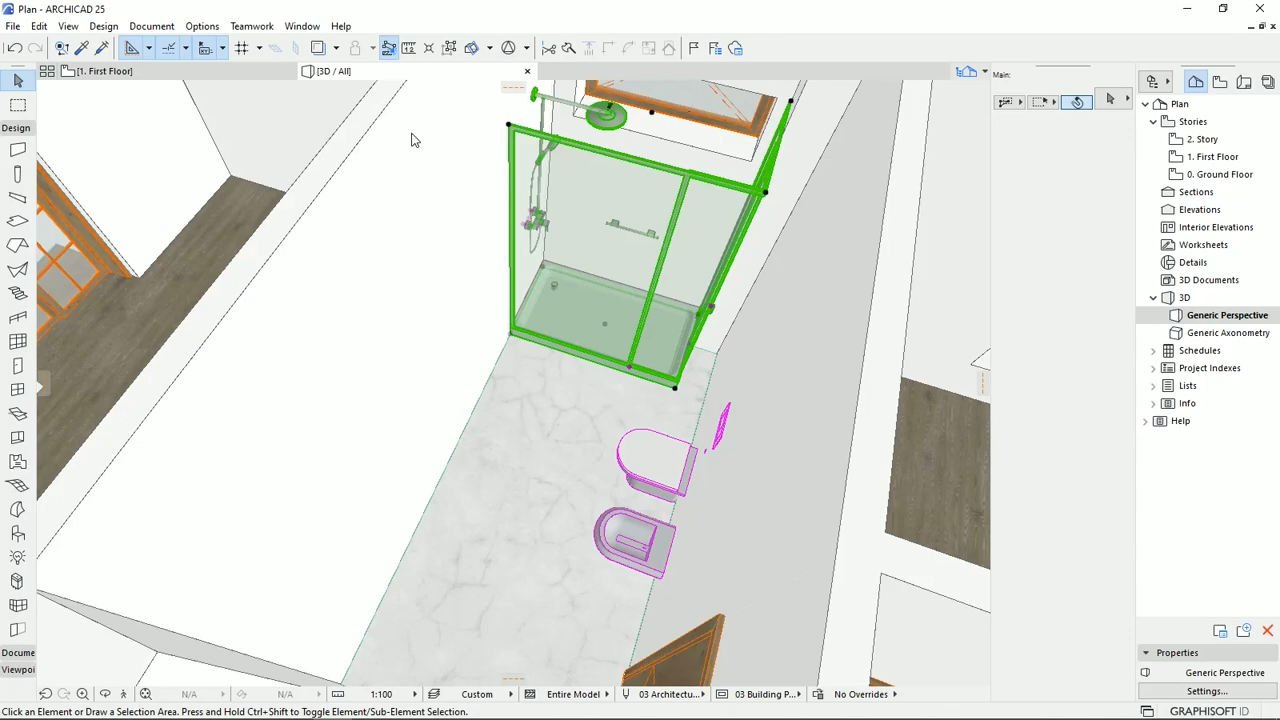 Plan - ARCHICAD 25
File Edit View Design Document Options Teamwork Window Help
Main:
[1. First Floor]
[3D / All]
Design
Docume
Viewpoi
Plan
Stories
2. Story
1. First Floor
0. Ground Floor
Sections
Elevations
Interior Elevations
Worksheets
Details
3D Documents
3D
Generic Perspective
Generic Axonometry
Schedules
Project Indexes
Lists
Info
Help
Properties
Generic Perspective
Settings...
N/A N/A 1:100 Custom Entire Model 03 Architectu... 03 Building P... No Overrides
Click an Element or Draw a Selection Area. Press and Hold Ctrl+Shift to Toggle Element/Sub-Element Selection.
GRAPHISOFT ID